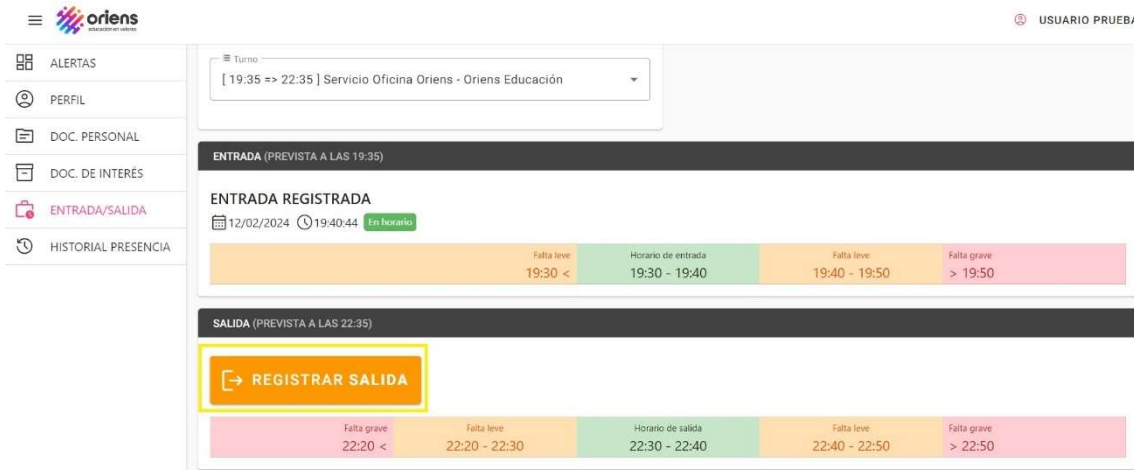 oriens
educación en valores
USUARIO PRUEBA
ALERTAS
PERFIL
DOC. PERSONAL
DOC. DE INTERÉS
ENTRADA/SALIDA
HISTORIAL PRESENCIA
Turno
[ 19:35 => 22:35 ] Servicio Oficina Oriens - Oriens Educación
ENTRADA (PREVISTA A LAS 19:35)
ENTRADA REGISTRADA
12/02/2024 19:40:44 En horario
Falta leve Horario de entrada Falta leve Falta grave
19:30 < 19:30 - 19:40 19:40 - 19:50 > 19:50
SALIDA (PREVISTA A LAS 22:35)
REGISTRAR SALIDA
Falta grave Falta leve Horario de salida Falta leve Falta grave
22:20 < 22:20 - 22:30 22:30 - 22:40 22:40 - 22:50 > 22:50